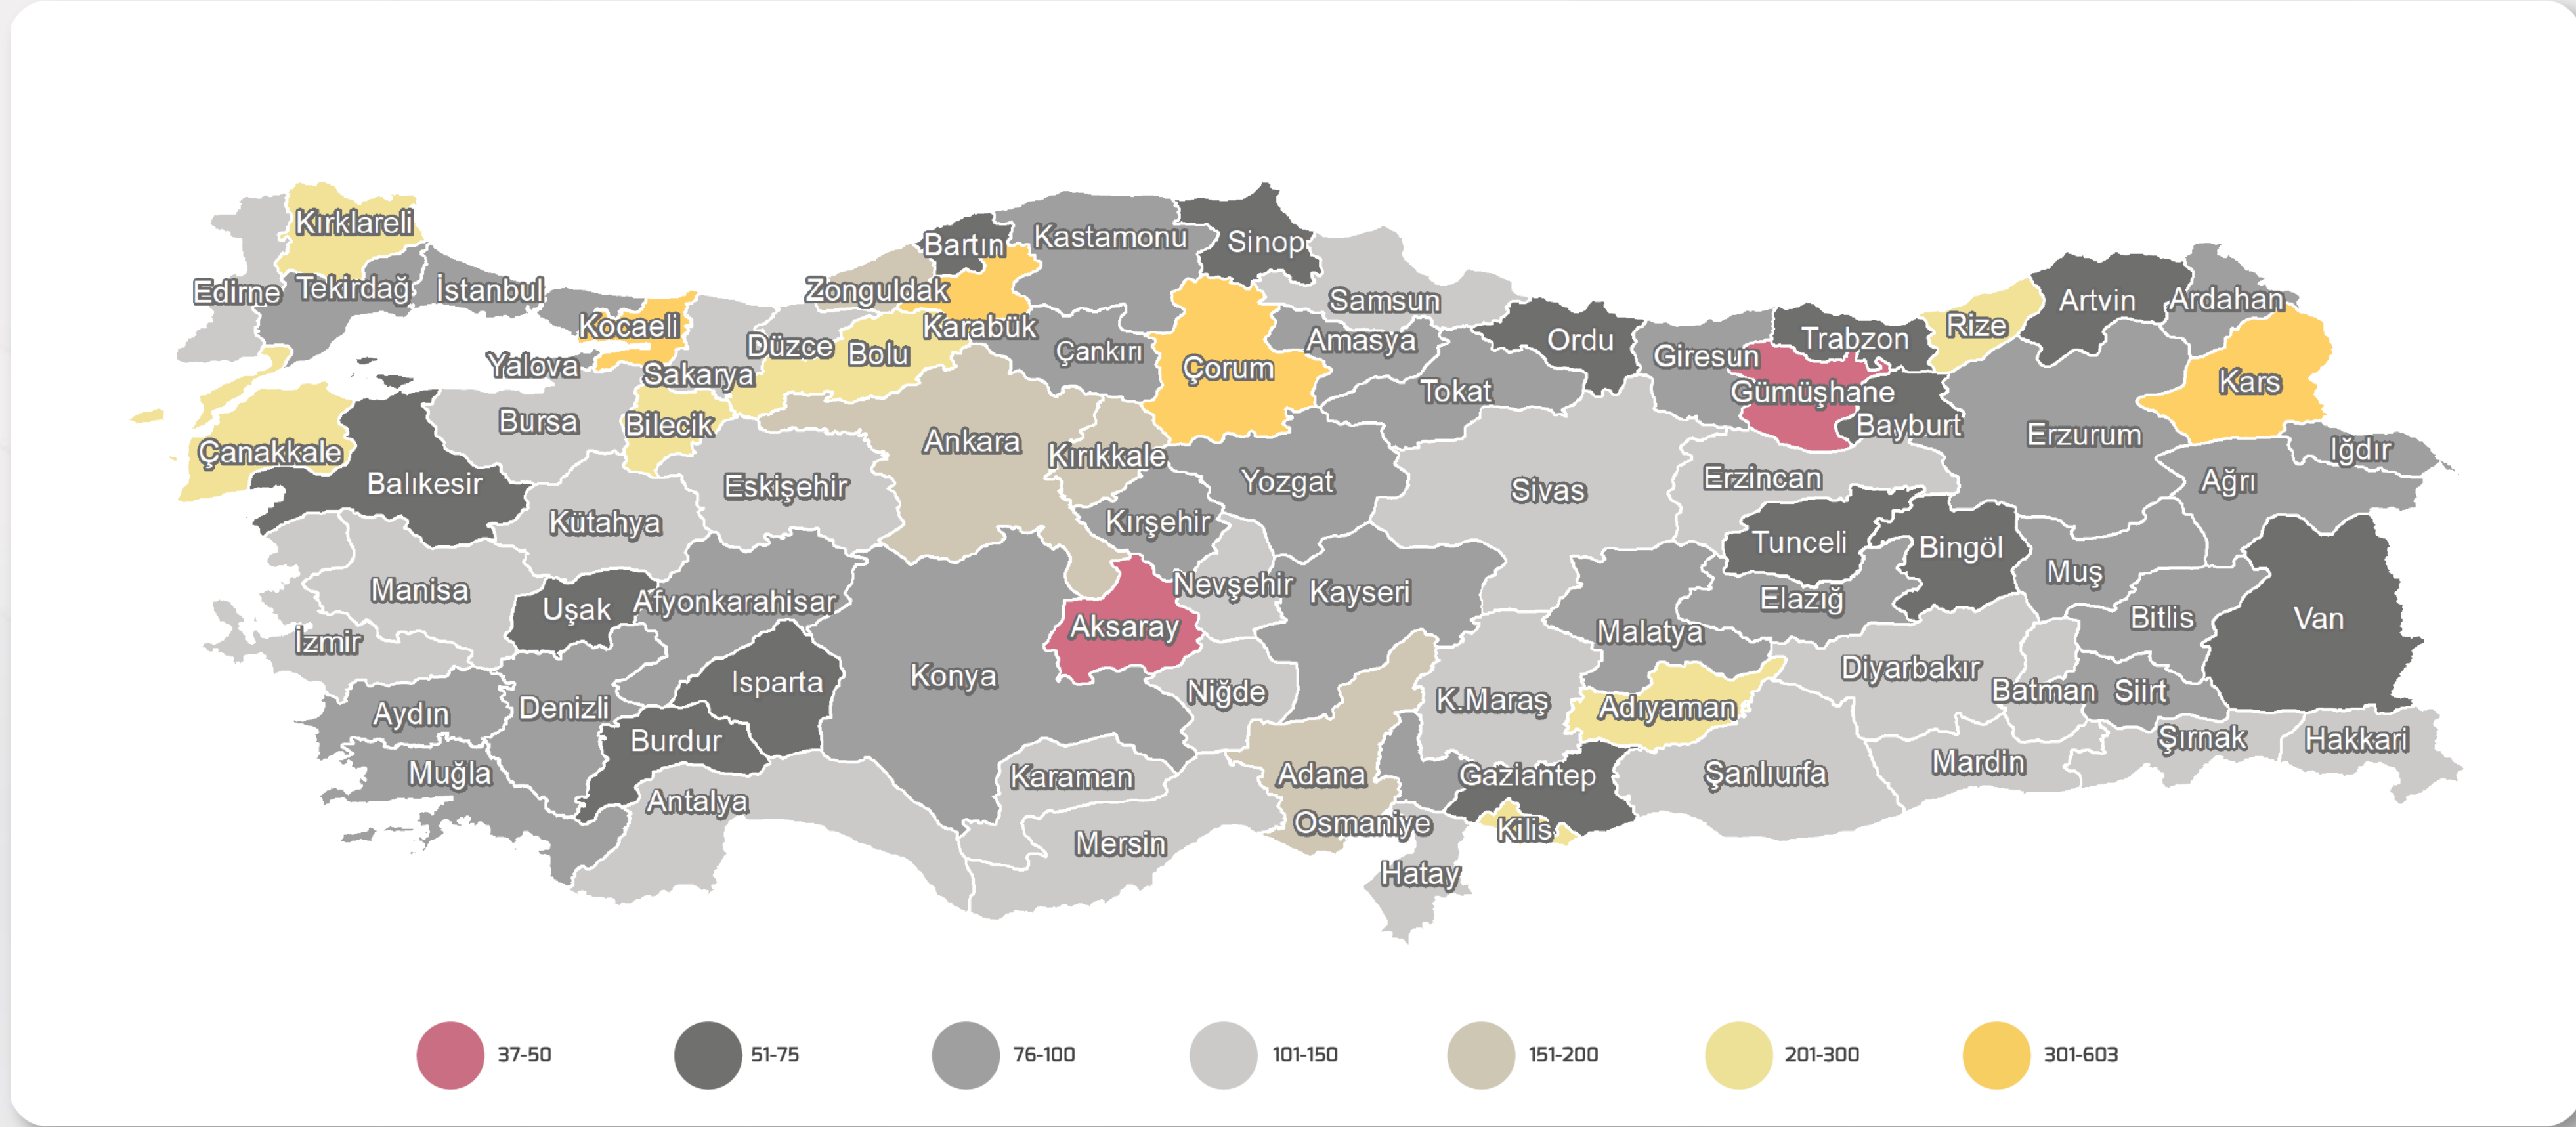 Kırklareli
Edirne
Tekirdağ
İstanbul
Kocaeli
Yalova
Sakarya
Düzce
Bolu
Zonguldak
Bartın
Karabük
Kastamonu
Sinop
Çankırı
Çorum
Samsun
Amasya
Tokat
Ordu
Giresun
Trabzon
Gümüşhane
Bayburt
Rize
Artvin
Ardahan
Kars
Iğdır
Ağrı
Erzurum
Çanakkale
Balıkesir
Bursa
Bilecik
Kütahya
Eskişehir
Ankara
Kırıkkale
Kırşehir
Yozgat
Sivas
Erzincan
Tunceli
Bingöl
Muş
Bitlis
Van
Manisa
İzmir
Uşak
Afyonkarahisar
Isparta
Konya
Aksaray
Nevşehir
Kayseri
Niğde
Malatya
Elazığ
Diyarbakır
Batman
Siirt
Aydın
Denizli
Muğla
Burdur
Antalya
Karaman
Mersin
Adana
Osmaniye
Hatay
K.Maraş
Adıyaman
Gaziantep
Kilis
Şanlıurfa
Mardin
Şırnak
Hakkari
37-50
51-75
76-100
101-150
151-200
201-300
301-603